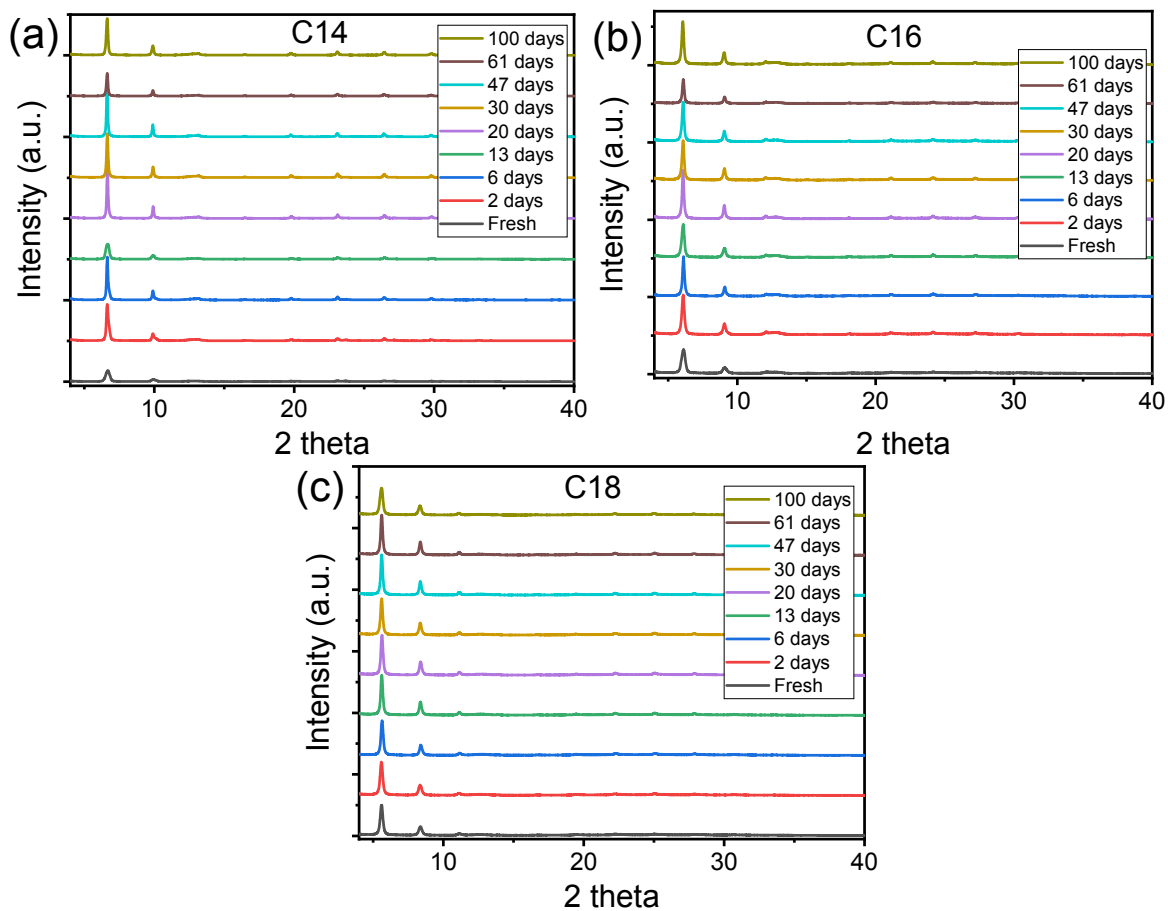 (a)
C14
Intensity (a.u.)
100 days
61 days
47 days
30 days
20 days
13 days
6 days
2 days
Fresh
10
20
30
40
2 theta
(b)
C16
Intensity (a.u.)
100 days
61 days
47 days
30 days
20 days
13 days
6 days
2 days
Fresh
10
20
30
40
2 theta
(c)
C18
Intensity (a.u.)
100 days
61 days
47 days
30 days
20 days
13 days
6 days
2 days
Fresh
10
20
30
40
2 theta